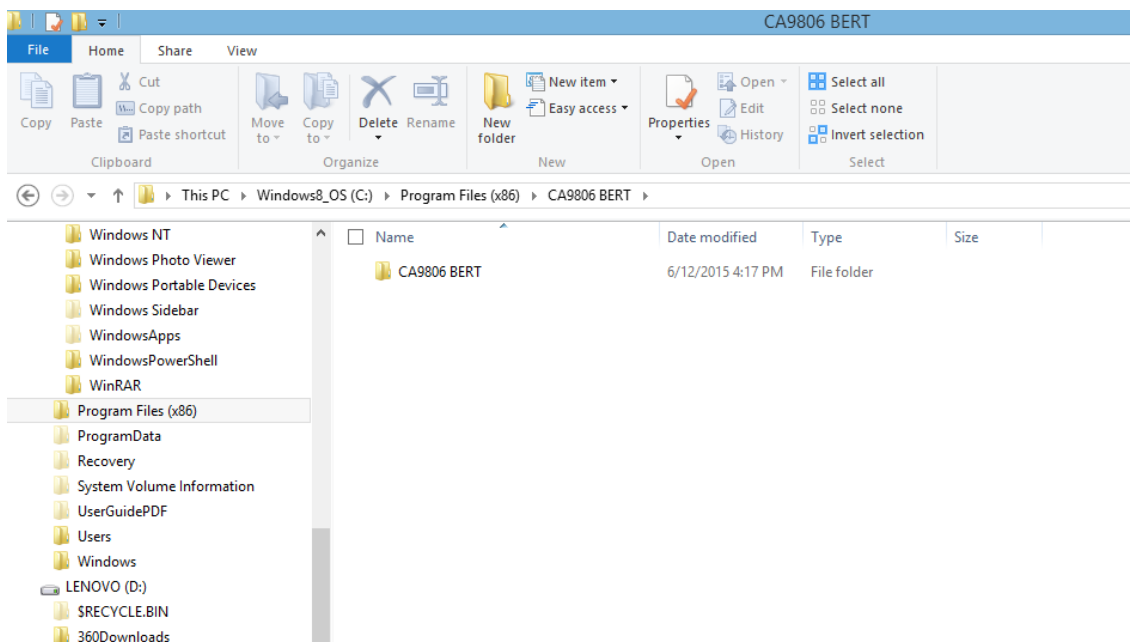 CA9806 BERT
File Home Share View
Copy
Paste
Cut
Copy path
Paste shortcut
Clipboard
Move to
Copy to
Delete
Rename
Organize
New folder
New item
Easy access
New
Properties
Open
Edit
History
Open
Select all
Select none
Invert selection
Select
This PC Windows8_OS (C:) Program Files (x86) CA9806 BERT
Name Date modified Type Size
CA9806 BERT 6/12/2015 4:17 PM File folder
Windows NT
Windows Photo Viewer
Windows Portable Devices
Windows Sidebar
WindowsApps
WindowsPowerShell
WinRAR
Program Files (x86)
ProgramData
Recovery
System Volume Information
UserGuidePDF
Users
Windows
LENOVO (D:)
$RECYCLE.BIN
360Downloads